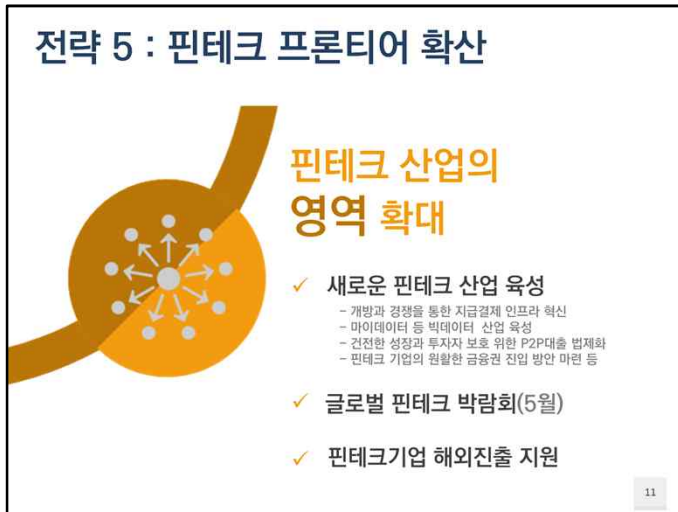 전략 5 : 핀테크 프론티어 확산
핀테크 산업의
영역 확대
✓ 새로운 핀테크 산업 육성
- 개방과 경쟁을 통한 지급결제 인프라 혁신
- 마이데이터 등 빅데이터 산업 육성
- 건전한 성장과 투자자 보호 위한 P2P대출 법제화
- 핀테크 기업의 원활한 금융권 진입 방안 마련 등
✓ 글로벌 핀테크 박람회(5월)
✓ 핀테크기업 해외진출 지원
11